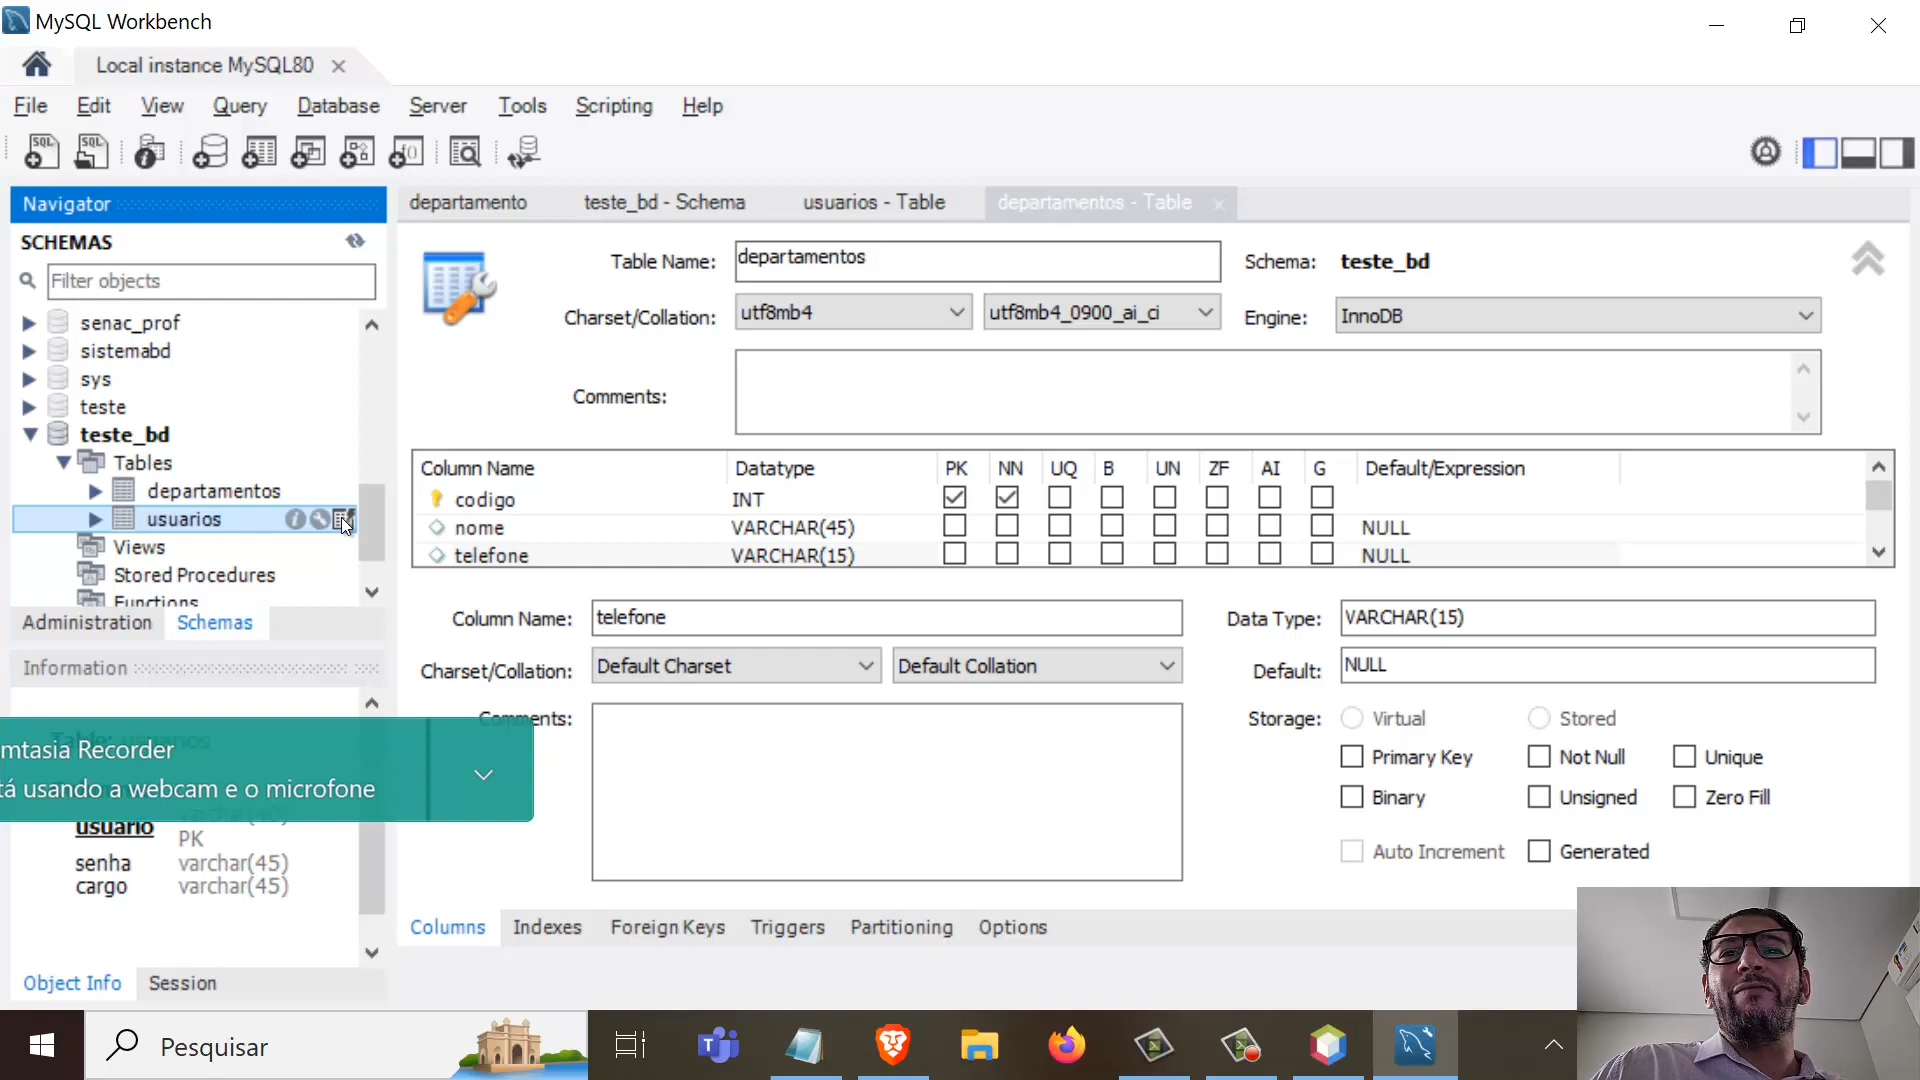 MySQL Workbench
Local instance MySQL80
File Edit View Query Database Server Tools Scripting Help
Navigator
SCHEMAS
Filter objects
senac_prof
sistemabd
sys
teste
teste_bd
Tables
departamentos
usuarios
Views
Stored Procedures
Functions
Administration Schemas
Information
Table: usuarios
mtasia Recorder
tá usando a webcam e o microfone
usuario
PK
senha varchar(45)
cargo varchar(45)
Object Info Session
departamento teste_bd - Schema usuarios - Table departamentos - Table
Table Name: departamentos Schema: teste_bd
Charset/Collation: utf8mb4 utf8mb4_0900_ai_ci Engine: InnoDB
Comments:
Column Name Datatype PK NN UQ B UN ZF AI G Default/Expression
codigo INT
nome VARCHAR(45) NULL
telefone VARCHAR(15) NULL
Column Name: telefone Data Type: VARCHAR(15)
Charset/Collation: Default Charset Default Collation Default: NULL
Comments: Storage: Virtual Stored
Primary Key Not Null Unique
Binary Unsigned Zero Fill
Auto Increment Generated
Columns Indexes Foreign Keys Triggers Partitioning Options
Pesquisar